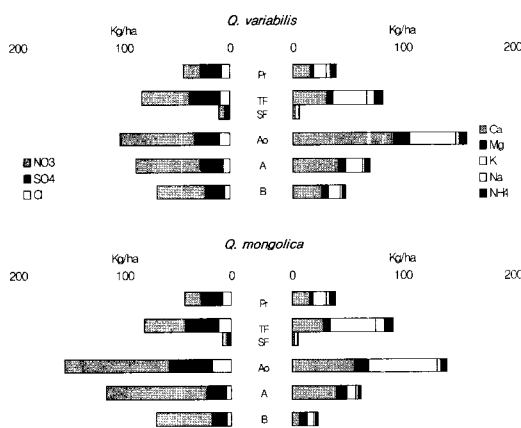 Q. variabilis
Kg/ha Kg/ha
200 100 0 0 100 200
Pr
TF
SF
Ao
A
B
NO3
SO4
Cl
Ca
Mg
K
Na
NH4
Q. mongolica
Kg/ha Kg/ha
200 100 0 0 100 200
Pr
TF
SF
Ao
A
B